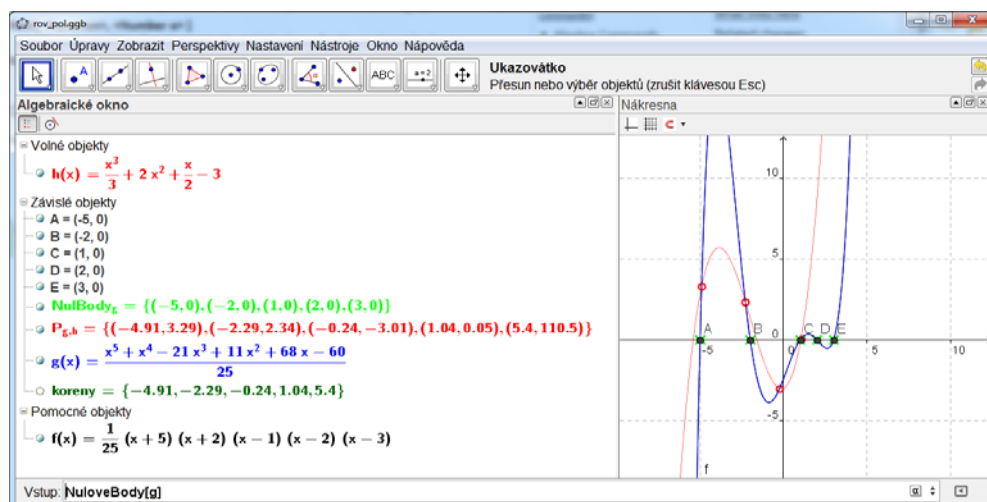 rov_pol.ggb
Soubor Úpravy Zobrazit Perspektivy Nastavení Nástroje Okno Nápověda
A
ABC
a=2
Ukazovátko
Přesun nebo výběr objektů (zrušit klávesou Esc)
Algebraické okno
Nákresna
Volné objekty
h(x) = x³/3 + 2 x² + x/2 − 3
Závislé objekty
A = (-5, 0)
B = (-2, 0)
C = (1, 0)
D = (2, 0)
E = (3, 0)
NulBody_g = {(−5,0),(−2,0),(1,0),(2,0),(3,0)}
P_g,h = {(−4.91,3.29),(−2.29,2.34),(−0.24,−3.01),(1.04,0.05),(5.4,110.5)}
g(x) = (x⁵ + x⁴ − 21 x³ + 11 x² + 68 x − 60)/25
koreny = {−4.91,−2.29,−0.24,1.04,5.4}
Pomocné objekty
f(x) = 1/25 (x + 5) (x + 2) (x − 1) (x − 2) (x − 3)
10
5
A B C D E
-5 0 5 10
0
-5
f
Vstup: NuloveBody[g]
α